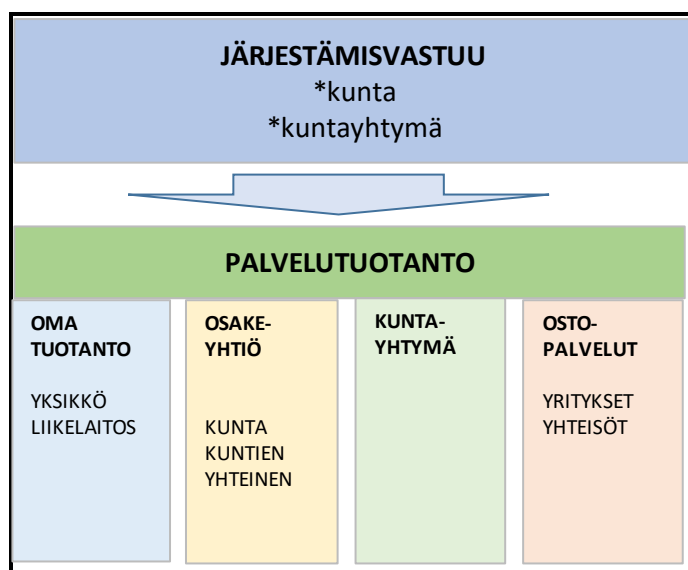 JÄRJESTÄMISVASTUU
*kunta
*kuntayhtymä
PALVELUTUOTANTO
OMA
TUOTANTO
YKSIKKÖ
LIIKELAITOS
OSAKE-
YHTIÖ
KUNTA
KUNTIEN
YHTEINEN
KUNTA-
YHTYMÄ
OSTO-
PALVELUT
YRITYKSET
YHTEISÖT